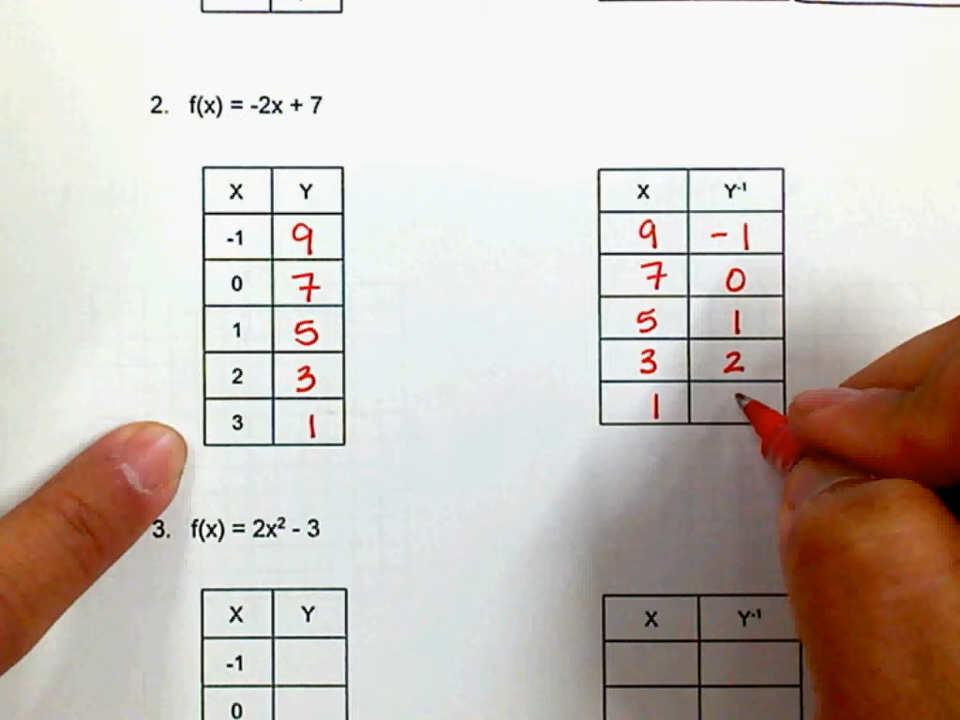 2. f(x) = -2x + 7
X Y
-1 9
0 7
1 5
2 3
3 1
X Y⁻¹
9 -1
7 0
5 1
3 2
1
3. f(x) = 2x² - 3
X Y
-1
0
X Y⁻¹